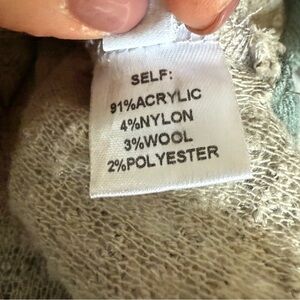 SELF:
91%ACRYLIC
4%NYLON
3%WOOL
2%POLYESTER